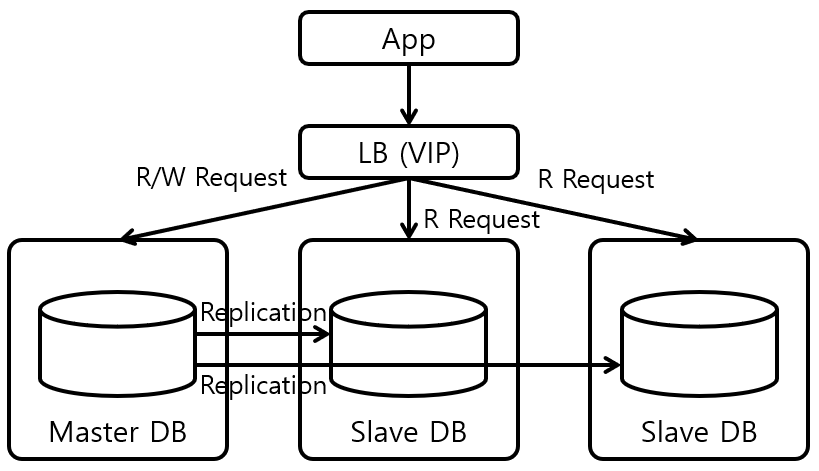 App
LB (VIP)
R/W Request
R Request
R Request
Replication
Replication
Master DB
Slave DB
Slave DB